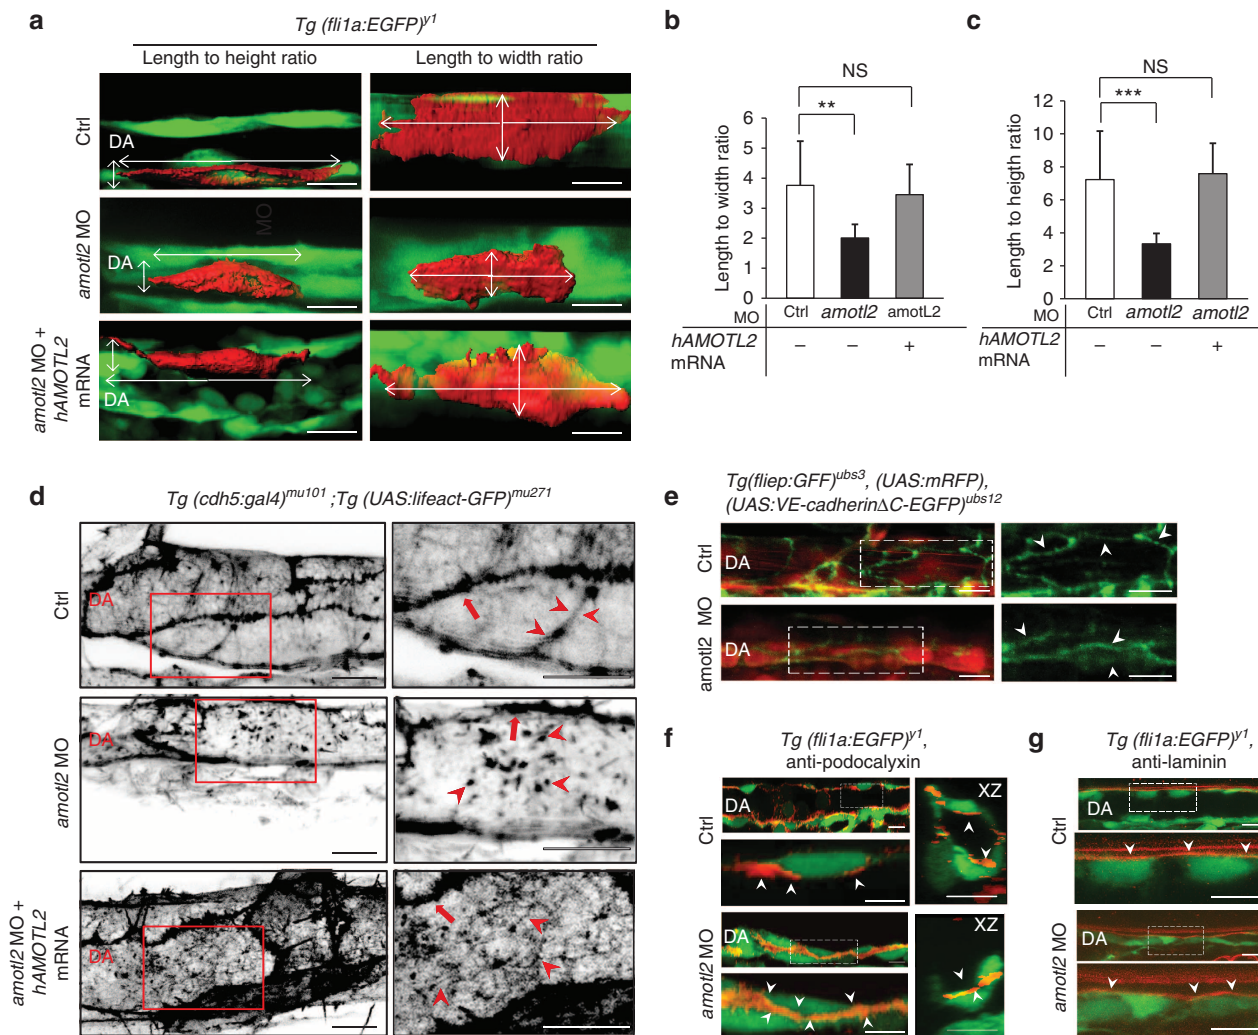 a
Tg (fli1a:EGFP)y1
Length to height ratio
Length to width ratio
Ctrl
DA
amotl2 MO
DA
MO
amotl2 MO +
hAMOTL2
mRNA
DA
b
NS
**
Length to width ratio
6
5
4
3
2
1
0
MO
Ctrl
amotl2
amotL2
hAMOTL2
mRNA
–
–
+
c
NS
***
Length to heigth ratio
12
10
8
6
4
2
0
MO
Ctrl
amotl2
amotl2
hAMOTL2
mRNA
–
–
+
d
Tg (cdh5:gal4)mu101 ;Tg (UAS:lifeact-GFP)mu271
Ctrl
DA
amotl2 MO
DA
amotl2 MO +
hAMOTL2
mRNA
DA
e
Tg(fliep:GFF)ubs3, (UAS:mRFP),
(UAS:VE-cadherinΔC-EGFP)ubs12
Ctrl
DA
amotl2 MO
DA
f
Tg (fli1a:EGFP)y1,
anti-podocalyxin
Ctrl
DA
XZ
amotl2 MO
DA
XZ
g
Tg (fli1a:EGFP)y1,
anti-laminin
Ctrl
DA
amotl2 MO
DA